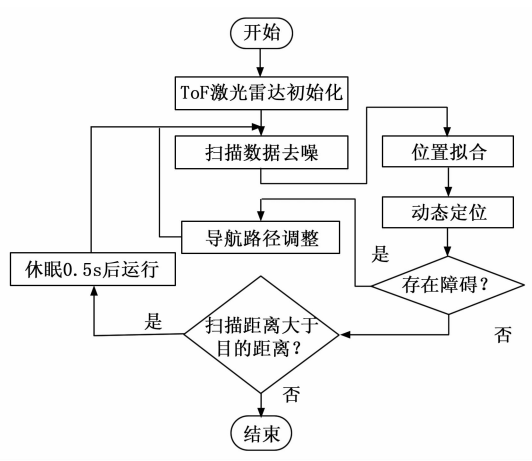 开始
ToF激光雷达初始化
扫描数据去噪
位置拟合
动态定位
导航路径调整
是
存在障碍？
休眠0.5s后运行
否
是
扫描距离大于
目的距离？
否
结束